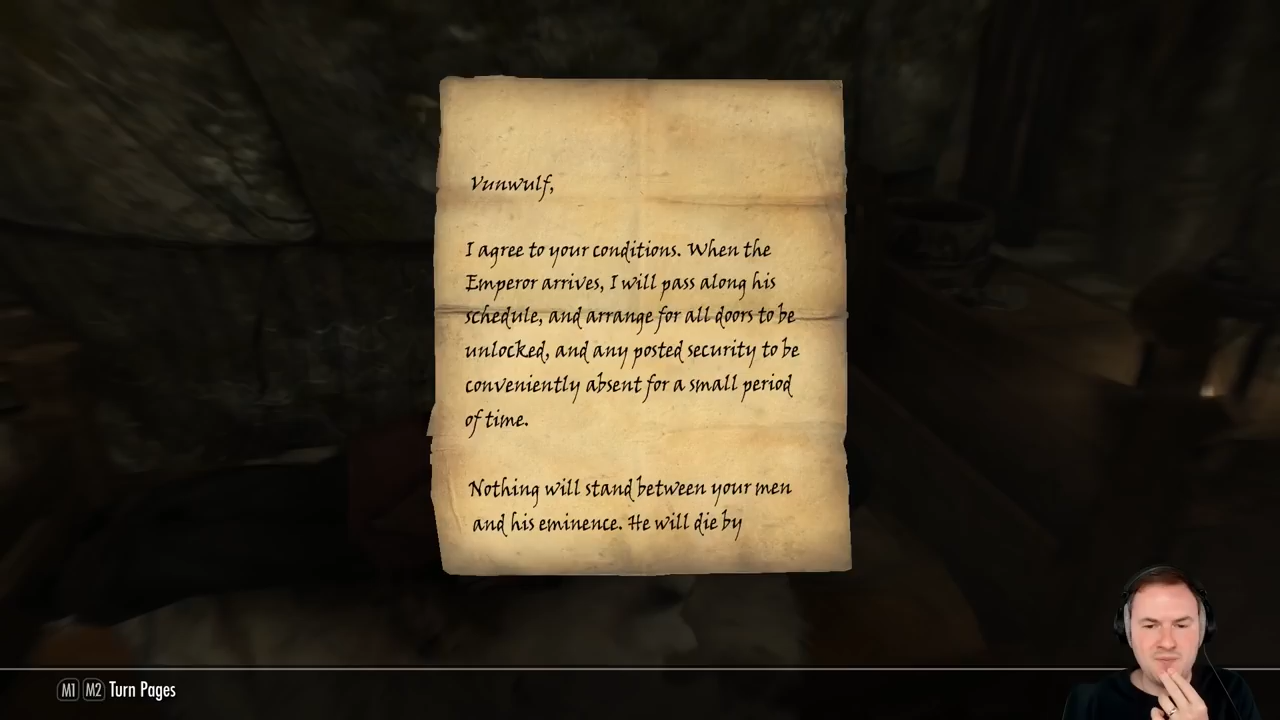 Vunwulf,
I agree to your conditions. When the
Emperor arrives, I will pass along his
schedule, and arrange for all doors to be
unlocked, and any posted security to be
conveniently absent for a small period
of time.
Nothing will stand between your men
and his eminence. He will die by
M1 M2 Turn Pages